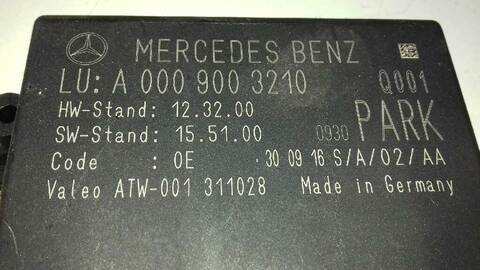 MERCEDES BENZ
LU: A 000 900 3210 Q001
HW-Stand: 12.32.00
SW-Stand: 15.51.00 0930 PARK
Code : 0E 30 09 16 S/A/02/AA
Valeo ATW-001 311028 Made in Germany